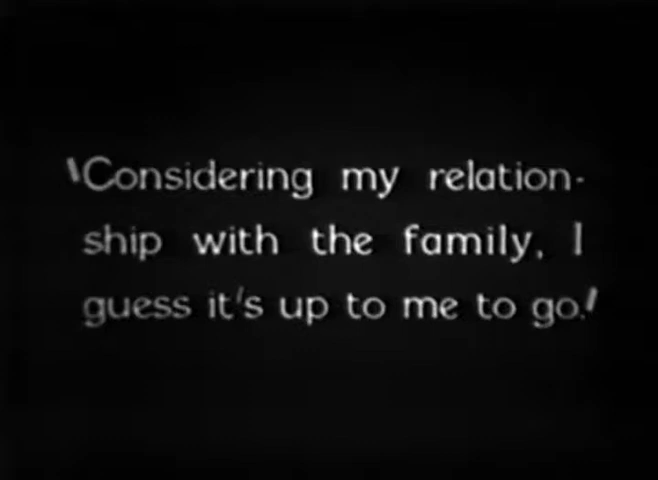 'Considering my relation-
ship with the family, I
guess it's up to me to go.'